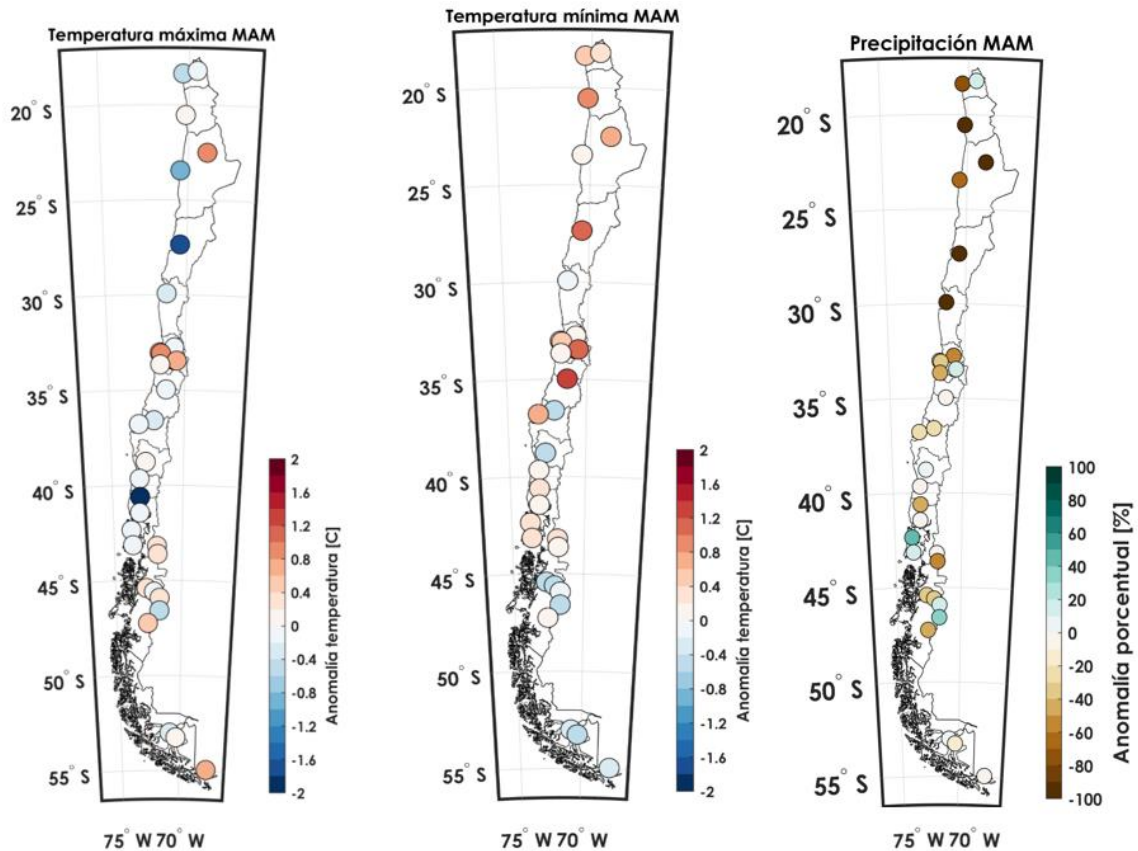 Temperatura máxima MAM
20° S
25° S
30° S
35° S
40° S
45° S
50° S
55° S
75° W 70° W
2
1.6
1.2
0.8
0.4
0
-0.4
-0.8
-1.2
-1.6
-2
Anomalía temperatura [C]
Temperatura mínima MAM
20° S
25° S
30° S
35° S
40° S
45° S
50° S
55° S
75° W 70° W
2
1.6
1.2
0.8
0.4
0
-0.4
-0.8
-1.2
-1.6
-2
Anomalía temperatura [C]
Precipitación MAM
20° S
25° S
30° S
35° S
40° S
45° S
50° S
55° S
75° W 70° W
100
80
60
40
20
0
-20
-40
-60
-80
-100
Anomalía porcentual [%]